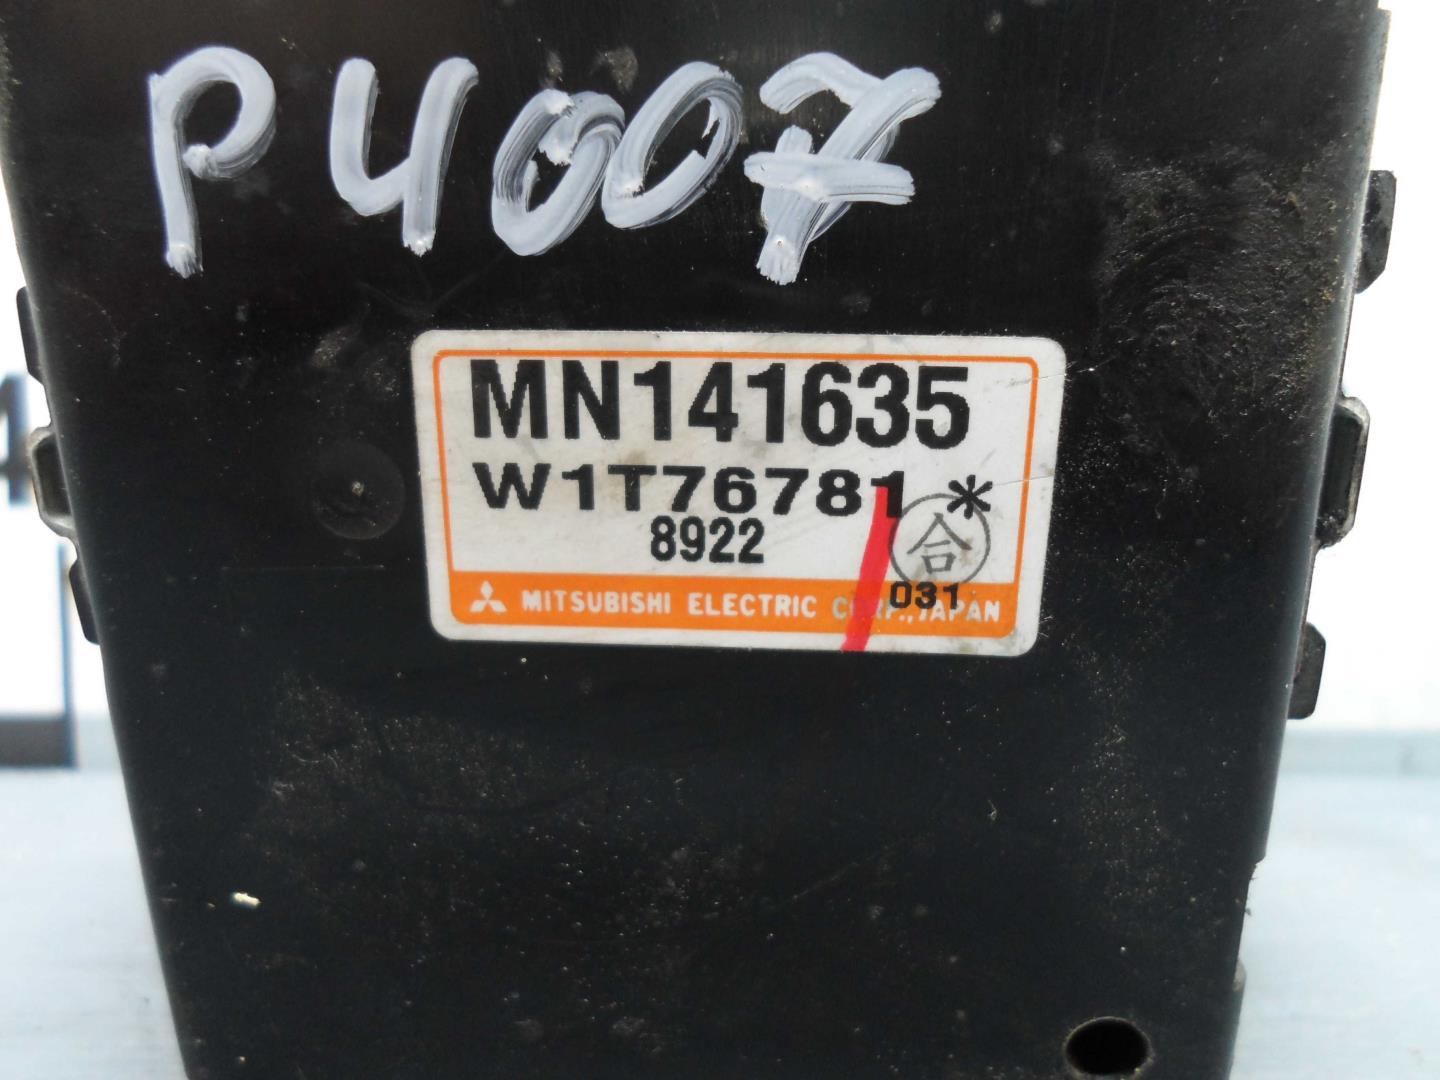 P4007
MN141635
W1T76781 *
8922
合
031
MITSUBISHI ELECTRIC CORP., JAPAN